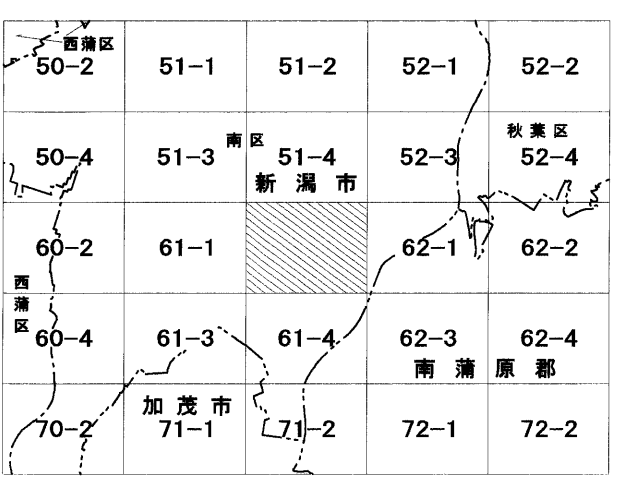 西蒲区
50-2 51-1 51-2 52-1 52-2
南区 秋葉区
50-4 51-3 51-4 52-3 52-4
新潟市
60-2 61-1 62-1 62-2
西蒲区
60-4 61-3 61-4 62-3 62-4
南蒲原郡
加茂市
70-2 71-1 71-2 72-1 72-2